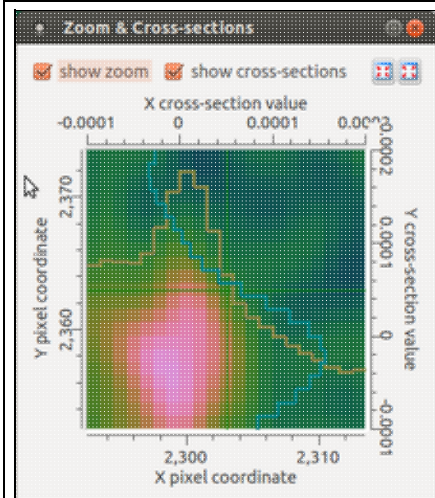 Zoom & Cross-sections
show zoom show cross-sections
X cross-section value
-0.0001 0 0.0001
2,370
2,360
Y pixel coordinate
0.0002
0.0001
0
-0.0001
Y cross-section value
2,300 2,310
X pixel coordinate